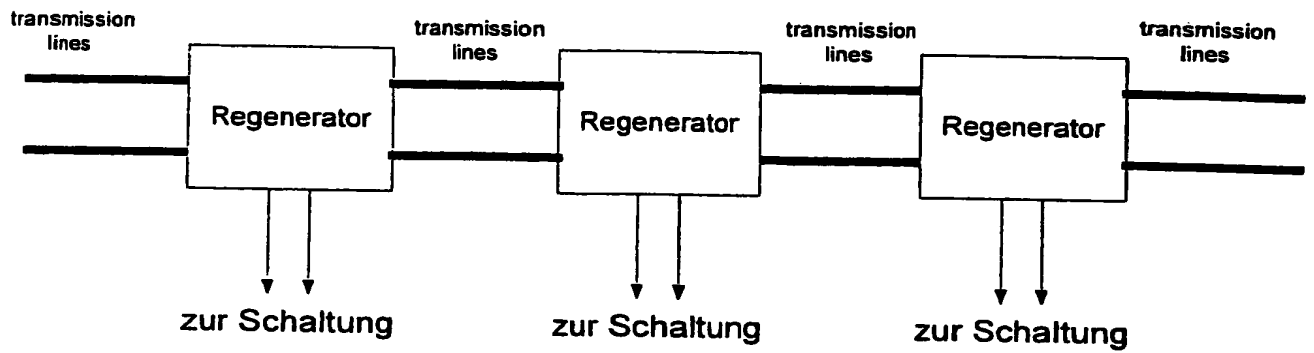 transmission
lines
transmission
lines
transmission
lines
transmission
lines
Regenerator
Regenerator
Regenerator
zur Schaltung
zur Schaltung
zur Schaltung